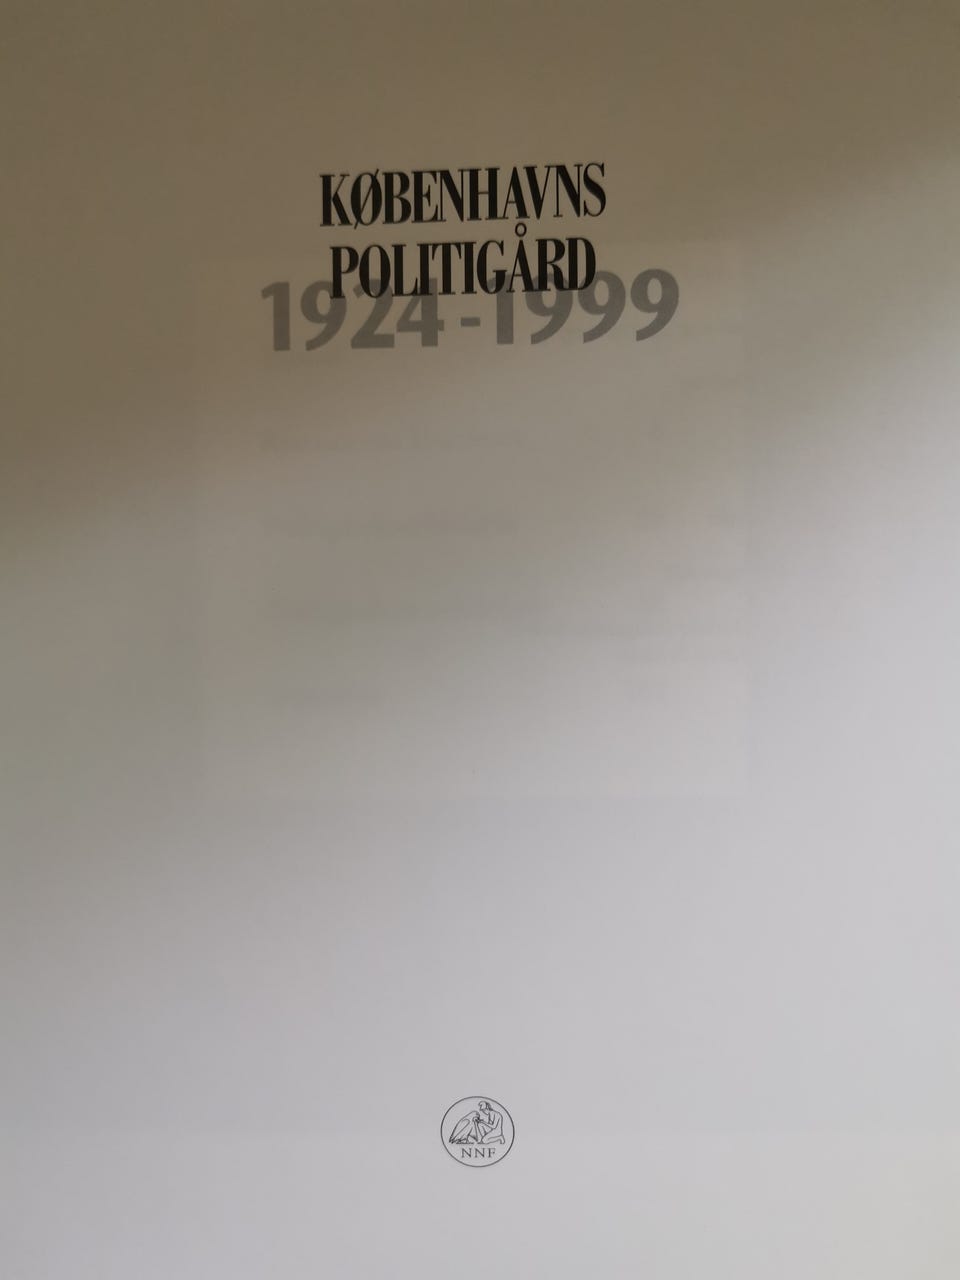 KØBENHAVNS
POLITIGÅRD
1924-1999
NNF